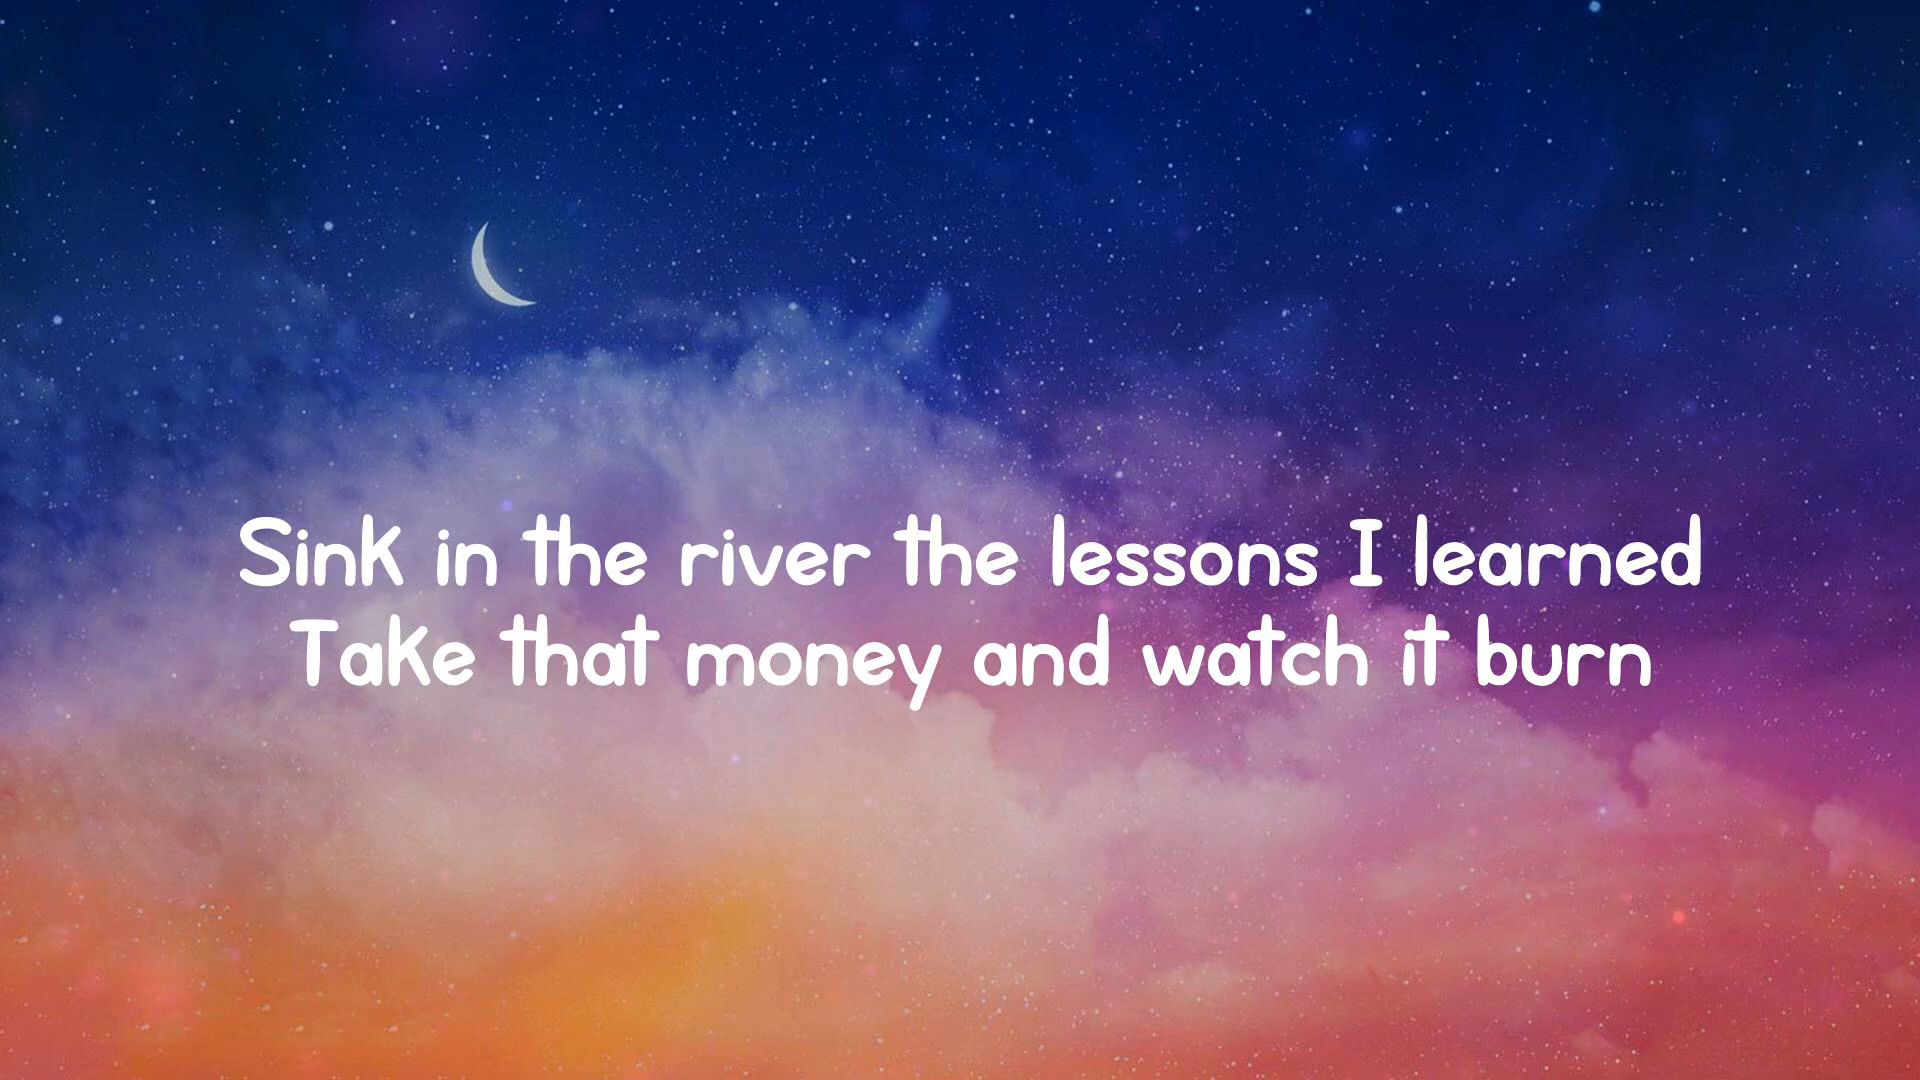 Sink in the river the lessons I learned
Take that money and watch it burn